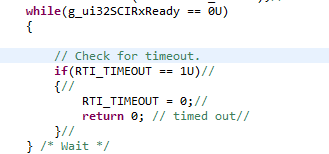 while(g_ui32SCIRxReady == 0U)
{
// Check for timeout.
if(RTI_TIMEOUT == 1U)//
{//
RTI_TIMEOUT = 0;//
return 0; // timed out//
}//
} /* Wait */